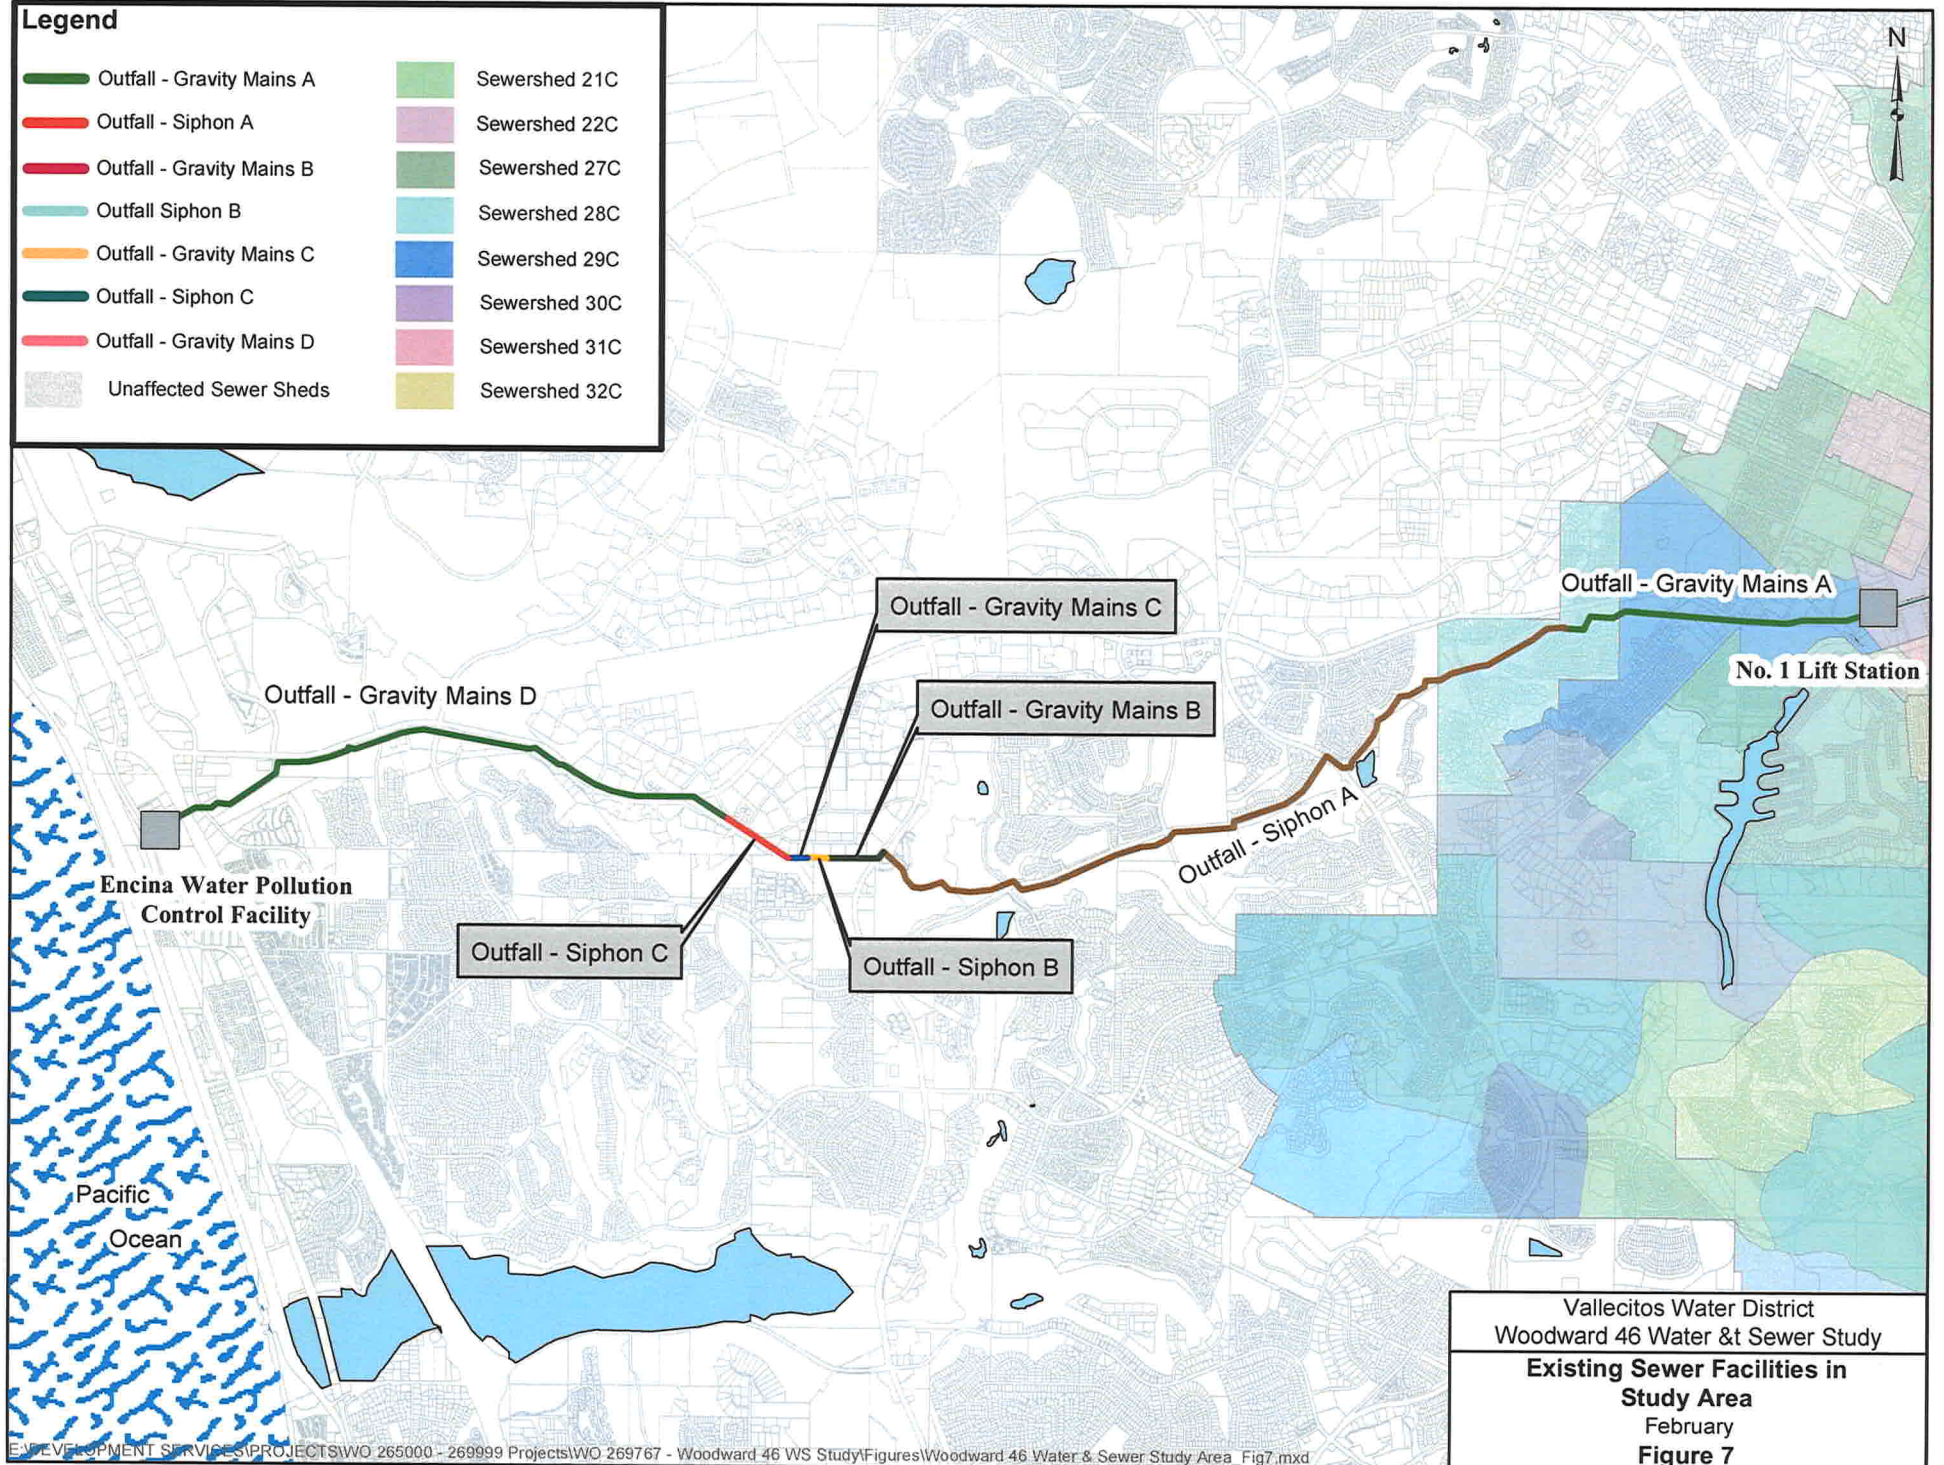 Legend
Outfall - Gravity Mains A
Outfall - Siphon A
Outfall - Gravity Mains B
Outfall Siphon B
Outfall - Gravity Mains C
Outfall - Siphon C
Outfall - Gravity Mains D
Unaffected Sewer Sheds
Sewershed 21C
Sewershed 22C
Sewershed 27C
Sewershed 28C
Sewershed 29C
Sewershed 30C
Sewershed 31C
Sewershed 32C
N
Outfall - Gravity Mains C
Outfall - Gravity Mains A
No. 1 Lift Station
Outfall - Gravity Mains D
Outfall - Gravity Mains B
Outfall - Siphon A
Encina Water Pollution
Control Facility
Outfall - Siphon C
Outfall - Siphon B
Pacific
Ocean
Vallecitos Water District
Woodward 46 Water &t Sewer Study
Existing Sewer Facilities in
Study Area
February
Figure 7
E:\DEVELOPMENT SERVICES\PROJECTS\WO 265000 - 269999 Projects\WO 269767 - Woodward 46 WS Study\Figures\Woodward 46 Water & Sewer Study Area_Fig7.mxd